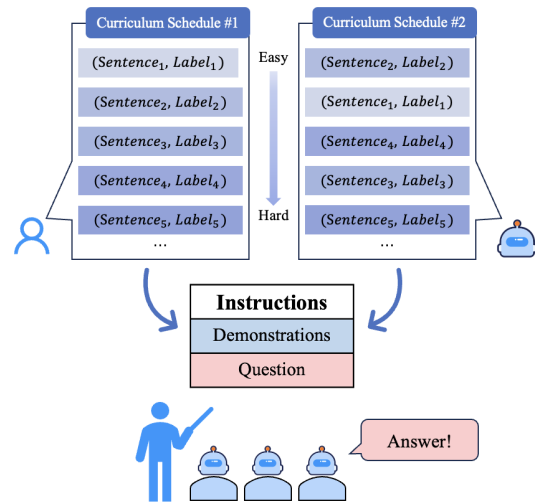 Curriculum Schedule #1
(Sentence₁, Label₁)
(Sentence₂, Label₂)
(Sentence₃, Label₃)
(Sentence₄, Label₄)
(Sentence₅, Label₅)
...
Easy
Hard
Curriculum Schedule #2
(Sentence₂, Label₂)
(Sentence₁, Label₁)
(Sentence₄, Label₄)
(Sentence₃, Label₃)
(Sentence₅, Label₅)
...
Instructions
Demonstrations
Question
Answer!